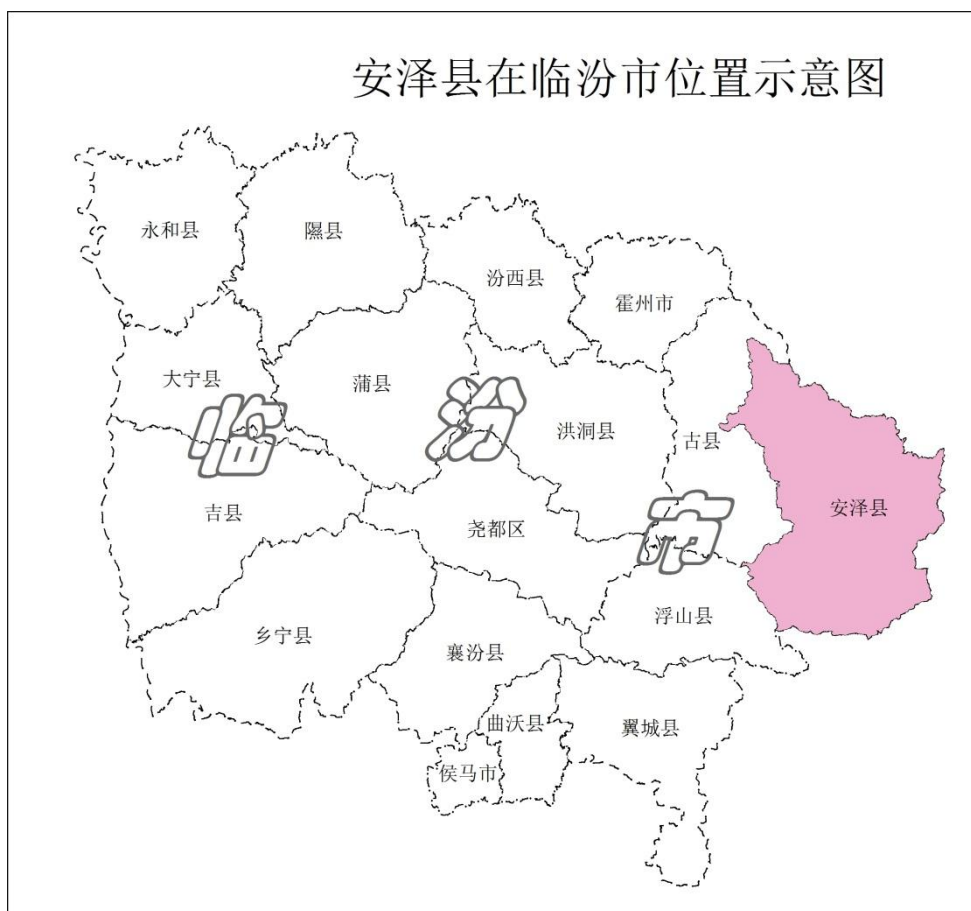 安泽县在临汾市位置示意图
永和县
隰县
汾西县
霍州市
大宁县
蒲县
洪洞县
古县
临
汾
市
吉县
尧都区
安泽县
乡宁县
襄汾县
浮山县
曲沃县
翼城县
侯马市